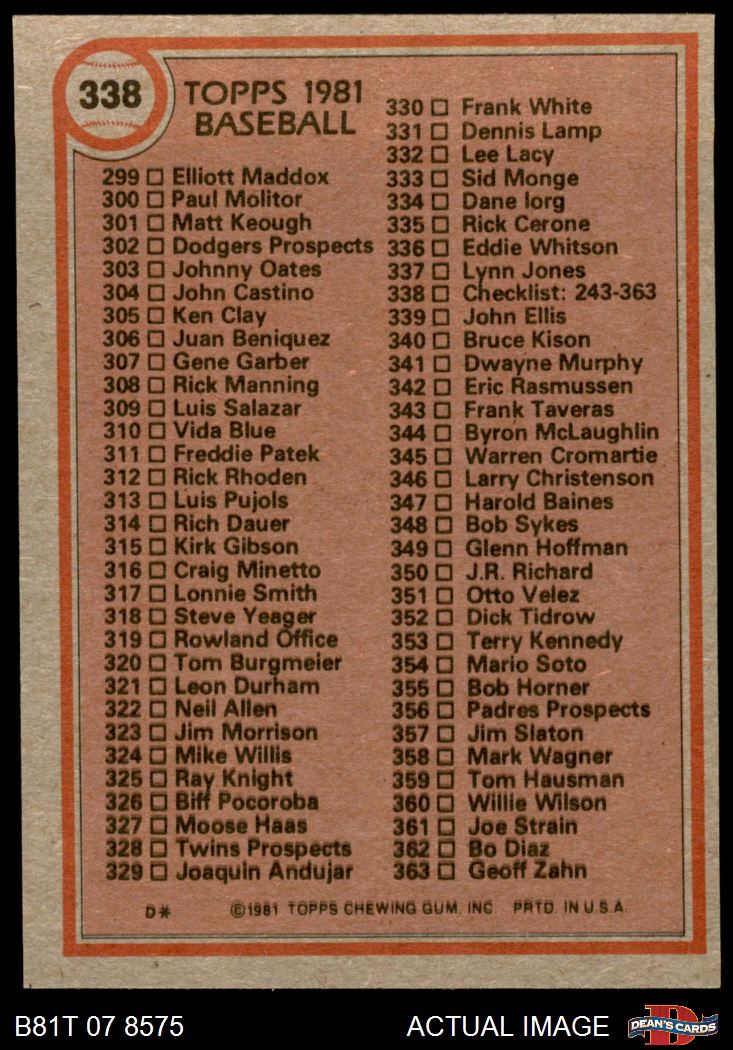 338
TOPPS 1981
BASEBALL
299 □ Elliott Maddox
300 □ Paul Molitor
301 □ Matt Keough
302 □ Dodgers Prospects
303 □ Johnny Oates
304 □ John Castino
305 □ Ken Clay
306 □ Juan Beniquez
307 □ Gene Garber
308 □ Rick Manning
309 □ Luis Salazar
310 □ Vida Blue
311 □ Freddie Patek
312 □ Rick Rhoden
313 □ Luis Pujols
314 □ Rich Dauer
315 □ Kirk Gibson
316 □ Craig Minetto
317 □ Lonnie Smith
318 □ Steve Yeager
319 □ Rowland Office
320 □ Tom Burgmeier
321 □ Leon Durham
322 □ Neil Allen
323 □ Jim Morrison
324 □ Mike Willis
325 □ Ray Knight
326 □ Biff Pocoroba
327 □ Moose Haas
328 □ Twins Prospects
329 □ Joaquin Andujar
330 □ Frank White
331 □ Dennis Lamp
332 □ Lee Lacy
333 □ Sid Monge
334 □ Dane Iorg
335 □ Rick Cerone
336 □ Eddie Whitson
337 □ Lynn Jones
338 □ Checklist: 243-363
339 □ John Ellis
340 □ Bruce Kison
341 □ Dwayne Murphy
342 □ Eric Rasmussen
343 □ Frank Taveras
344 □ Byron McLaughlin
345 □ Warren Cromartie
346 □ Larry Christenson
347 □ Harold Baines
348 □ Bob Sykes
349 □ Glenn Hoffman
350 □ J.R. Richard
351 □ Otto Velez
352 □ Dick Tidrow
353 □ Terry Kennedy
354 □ Mario Soto
355 □ Bob Horner
356 □ Padres Prospects
357 □ Jim Slaton
358 □ Mark Wagner
359 □ Tom Hausman
360 □ Willie Wilson
361 □ Joe Strain
362 □ Bo Diaz
363 □ Geoff Zahn
D* ©1981 TOPPS CHEWING GUM, INC. PRTD. IN U.S.A.
B81T 07 8575 ACTUAL IMAGE DEAN'S CARDS